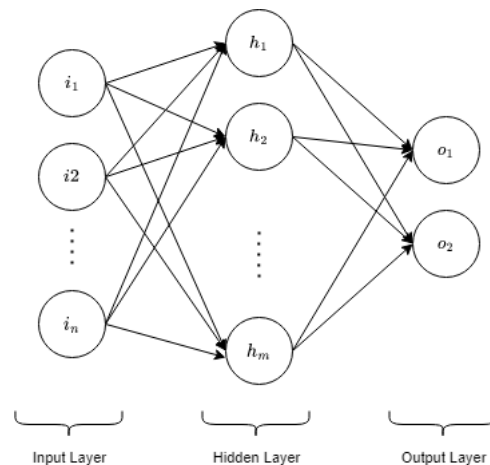 h₁
i₁
h₂
o₁
i2
o₂
iₙ
hₘ
Input Layer
Hidden Layer
Output Layer